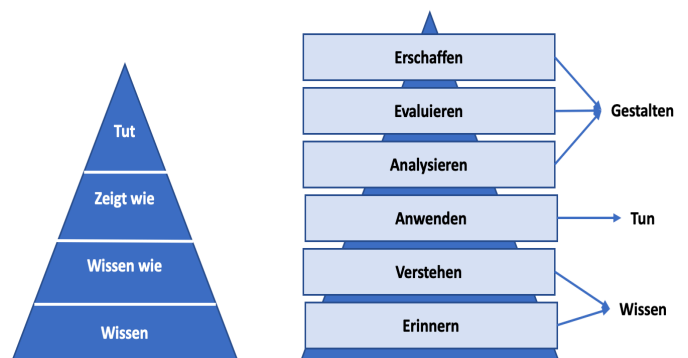 Tut
Zeigt wie
Wissen wie
Wissen
Erschaffen
Evaluieren
Analysieren
Anwenden
Verstehen
Erinnern
Gestalten
Tun
Wissen